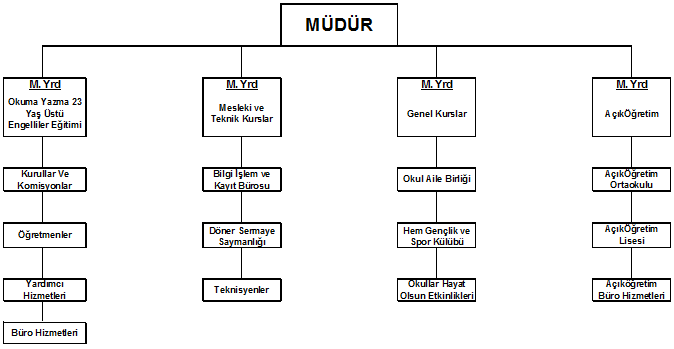 MÜDÜR
M. Yrd
Okuma Yazma 23
Yaş Üstü
Engelliler Eğitimi
M. Yrd
Mesleki ve
Teknik Kurslar
M. Yrd
Genel Kurslar
M. Yrd
AçıkÖğretim
Kurullar Ve
Komisyonlar
Bilgi İşlem ve
Kayıt Bürosu
Okul Aile Birliği
AçıkÖğretim
Ortaokulu
Öğretmenler
Döner Sermaye
Saymanlığı
Hem Gençlik ve
Spor Külübü
AçıkÖğretim
Lisesi
Yardımcı
Hizmetleri
Teknisyenler
Okullar Hayat
Olsun Etkinlikleri
Açıköğretim
Büro Hizmetleri
Büro Hizmetleri